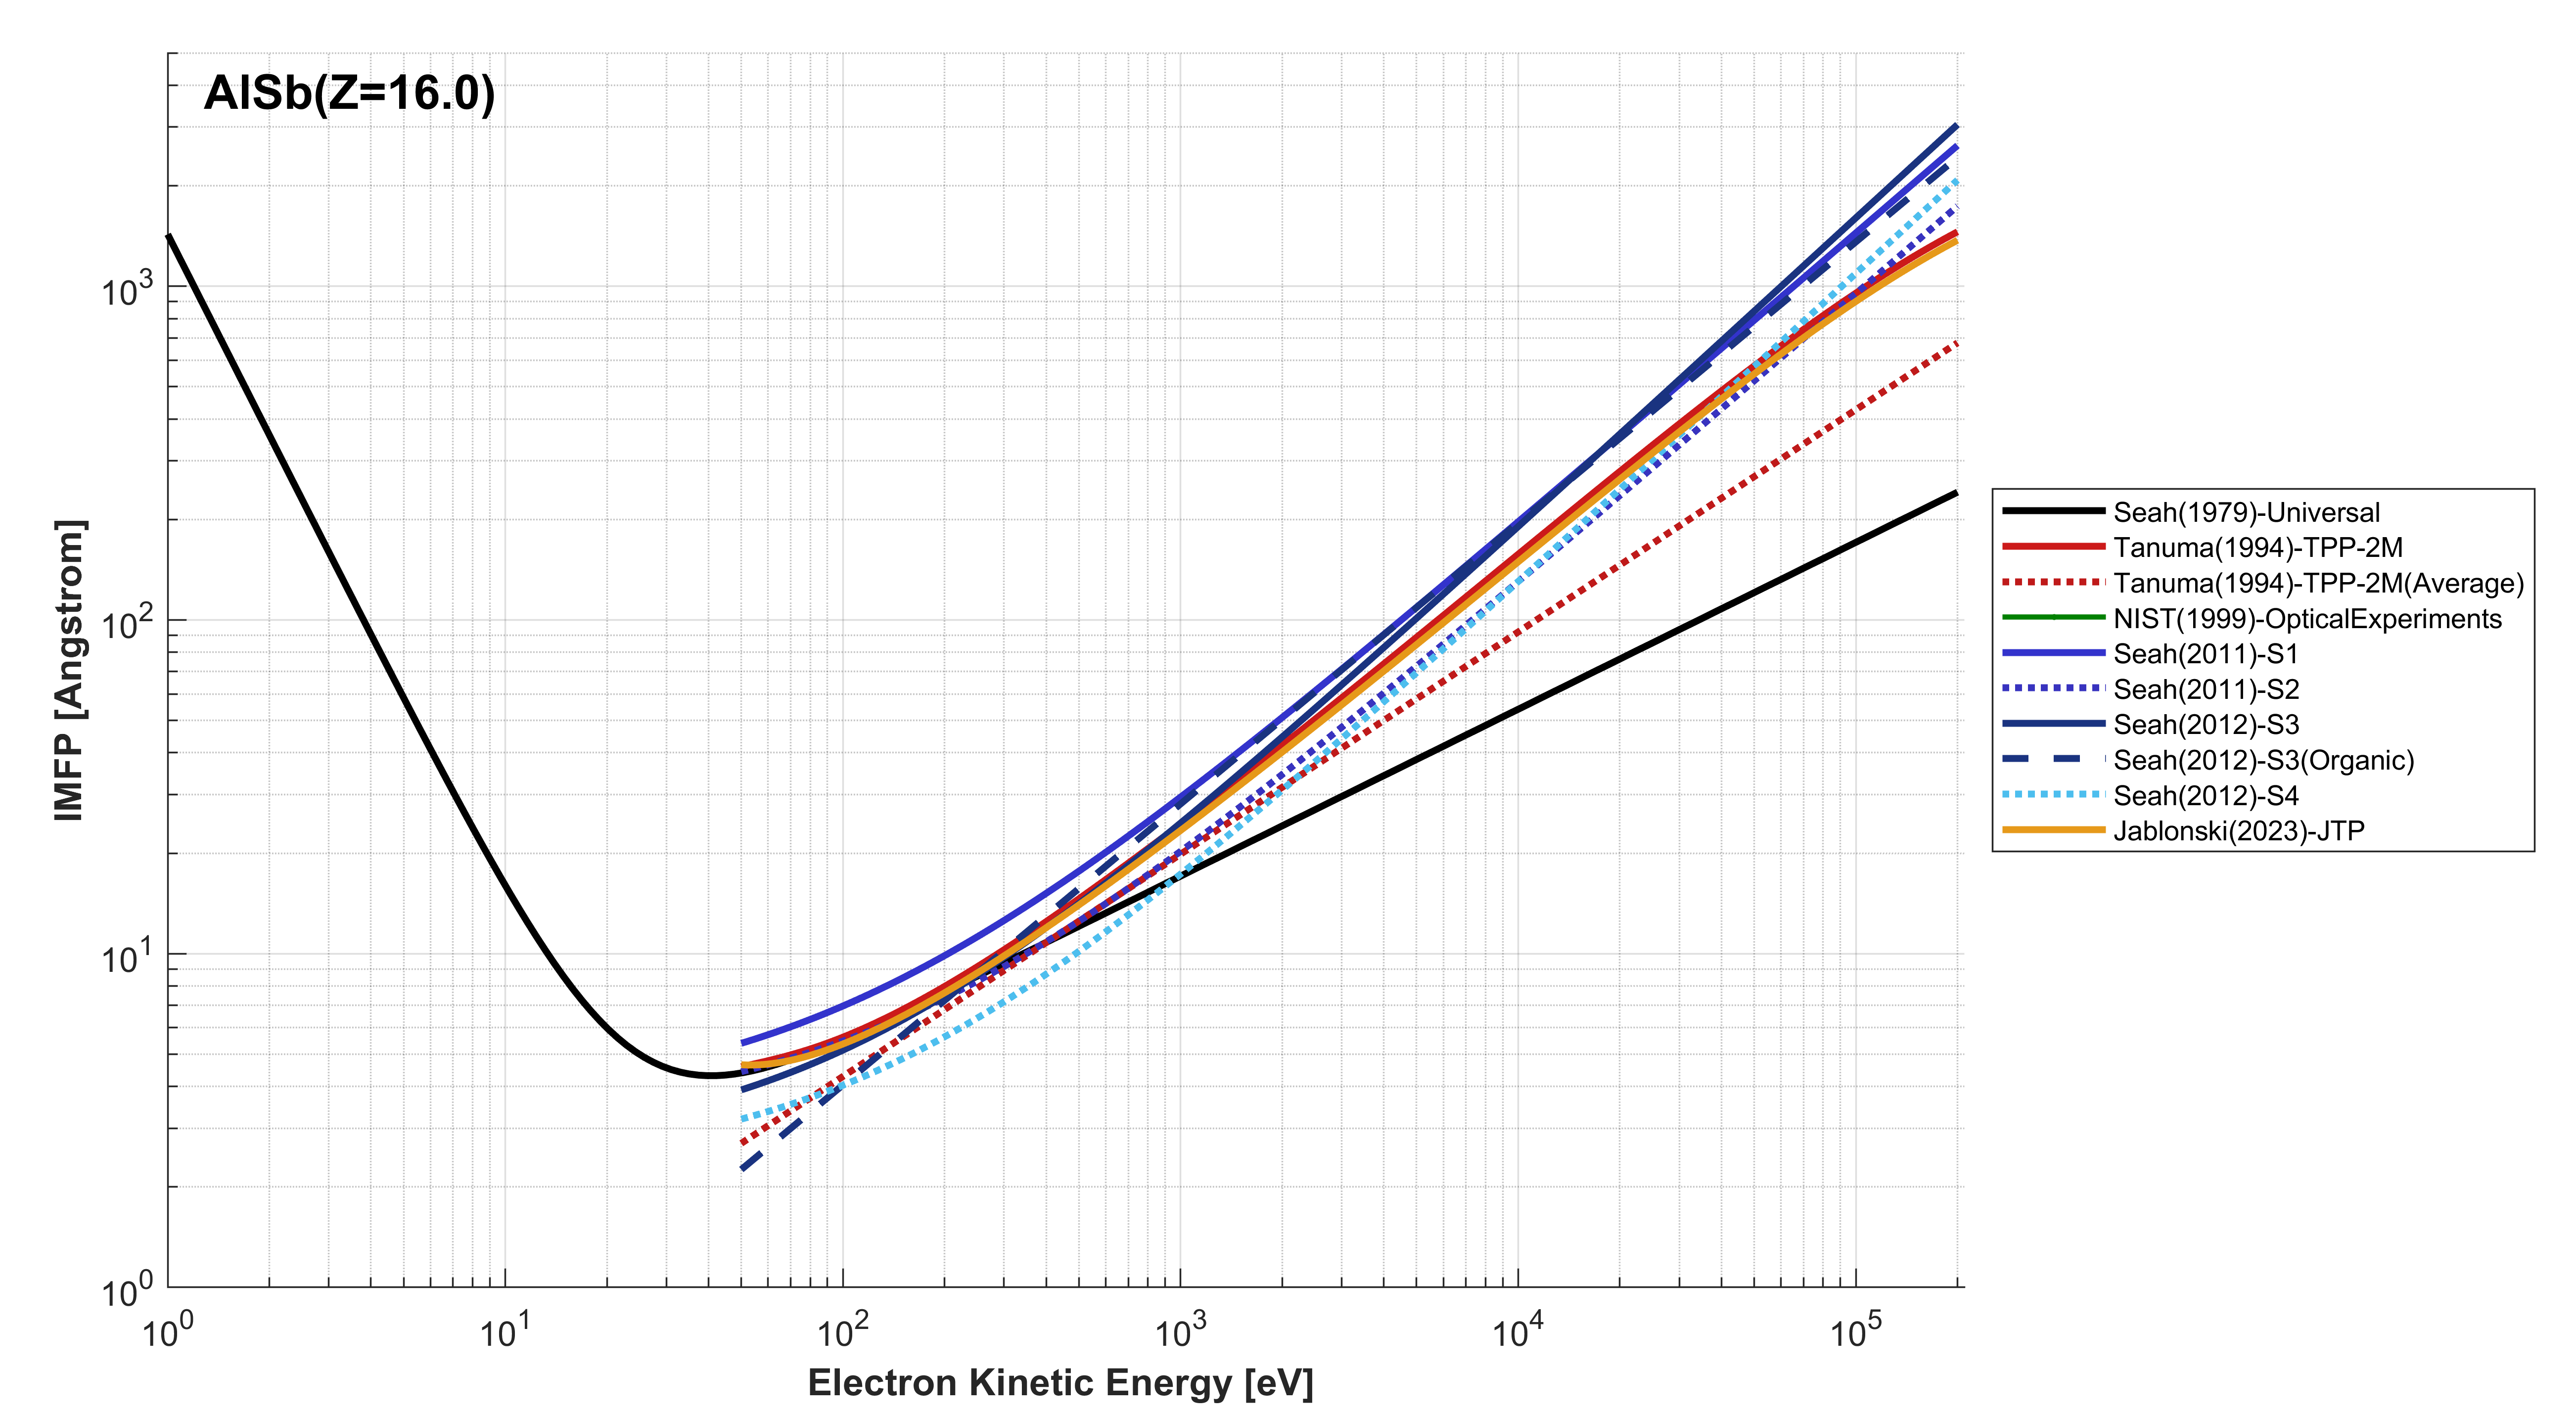 AlSb(Z=16.0)
10^3
10^2
10^1
10^0
IMFP [Angstrom]
10^0 10^1 10^2 10^3 10^4 10^5
Electron Kinetic Energy [eV]
Seah(1979)-Universal
Tanuma(1994)-TPP-2M
Tanuma(1994)-TPP-2M(Average)
NIST(1999)-OpticalExperiments
Seah(2011)-S1
Seah(2011)-S2
Seah(2012)-S3
Seah(2012)-S3(Organic)
Seah(2012)-S4
Jablonski(2023)-JTP